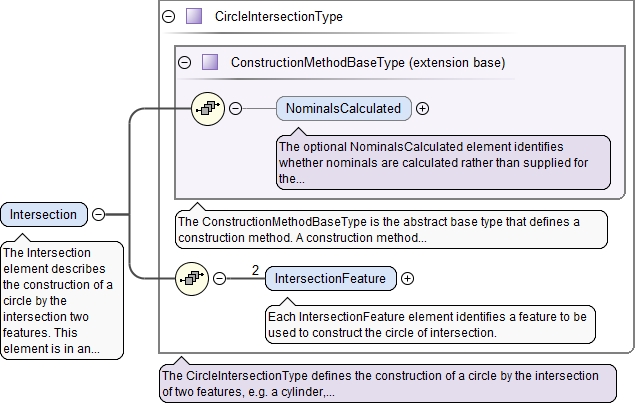 CircleIntersectionType
ConstructionMethodBaseType (extension base)
NominalsCalculated
The optional NominalsCalculated element identifies
whether nominals are calculated rather than supplied for
the...
The ConstructionMethodBaseType is the abstract base type that defines a
construction method. A construction method...
Intersection
The Intersection
element describes
the construction of a
circle by the
intersection two
features. This
element is in an...
2
IntersectionFeature
Each IntersectionFeature element identifies a feature to be
used to construct the circle of intersection.
The CircleIntersectionType defines the construction of a circle by the intersection
of two features, e.g. a cylinder,...